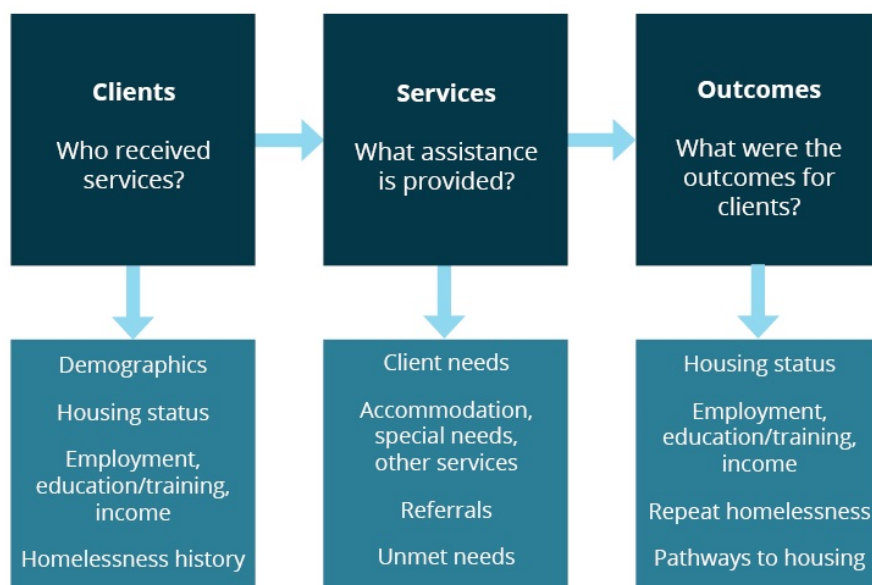 Clients
Who received
services?
Services
What assistance
is provided?
Outcomes
What were the
outcomes for
clients?
Demographics
Housing status
Employment,
education/training,
income
Homelessness history
Client needs
Accommodation,
special needs,
other services
Referrals
Unmet needs
Housing status
Employment,
education/training,
income
Repeat homelessness
Pathways to housing